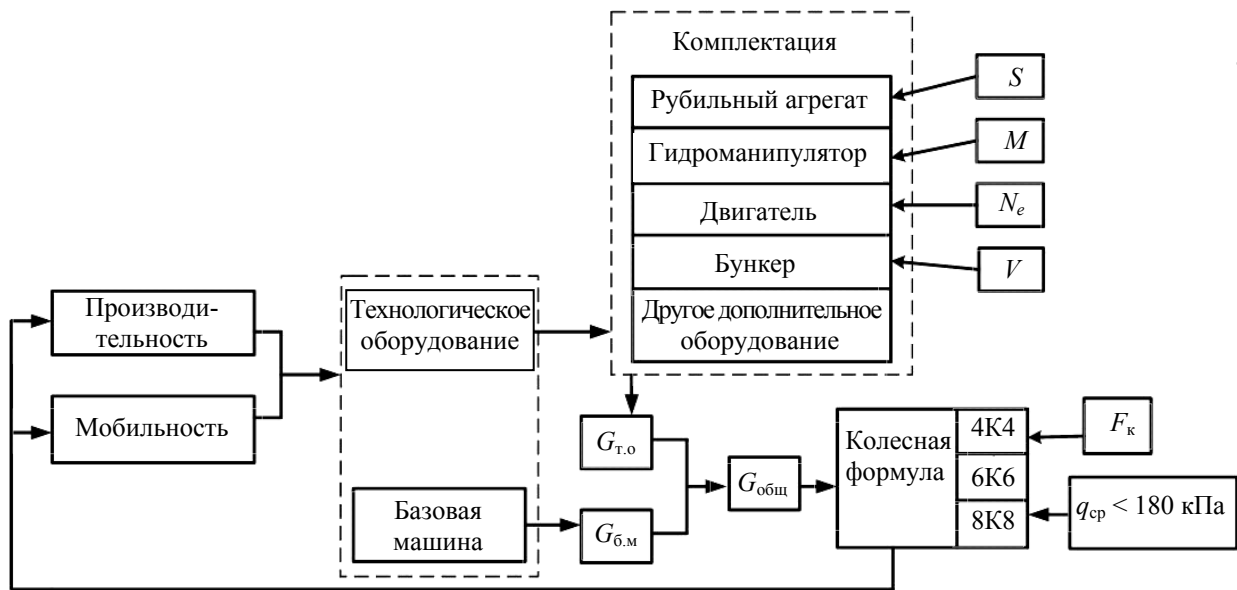 Комплектация
Рубильный агрегат
Гидроманипулятор
Двигатель
Бункер
Другое дополнительное
оборудование
S
M
Nₑ
V
Производи-
тельность
Мобильность
Технологическое
оборудование
Базовая
машина
Gт.о
Gб.м
Gобщ
Колесная
формула
4К4
6К6
8К8
Fк
qср < 180 кПа